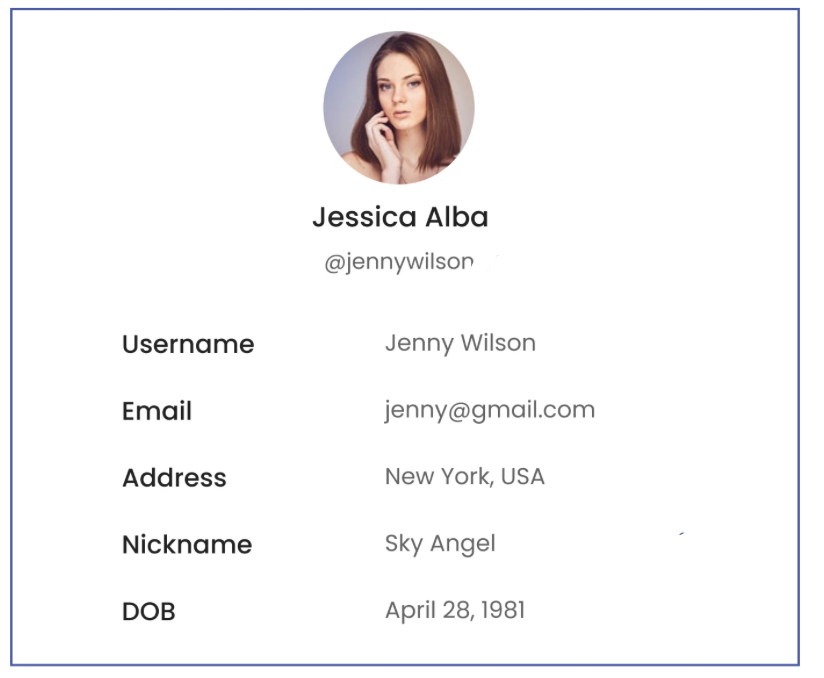 Jessica Alba
@jennywilson
Username Jenny Wilson
Email jenny@gmail.com
Address New York, USA
Nickname Sky Angel
DOB April 28, 1981